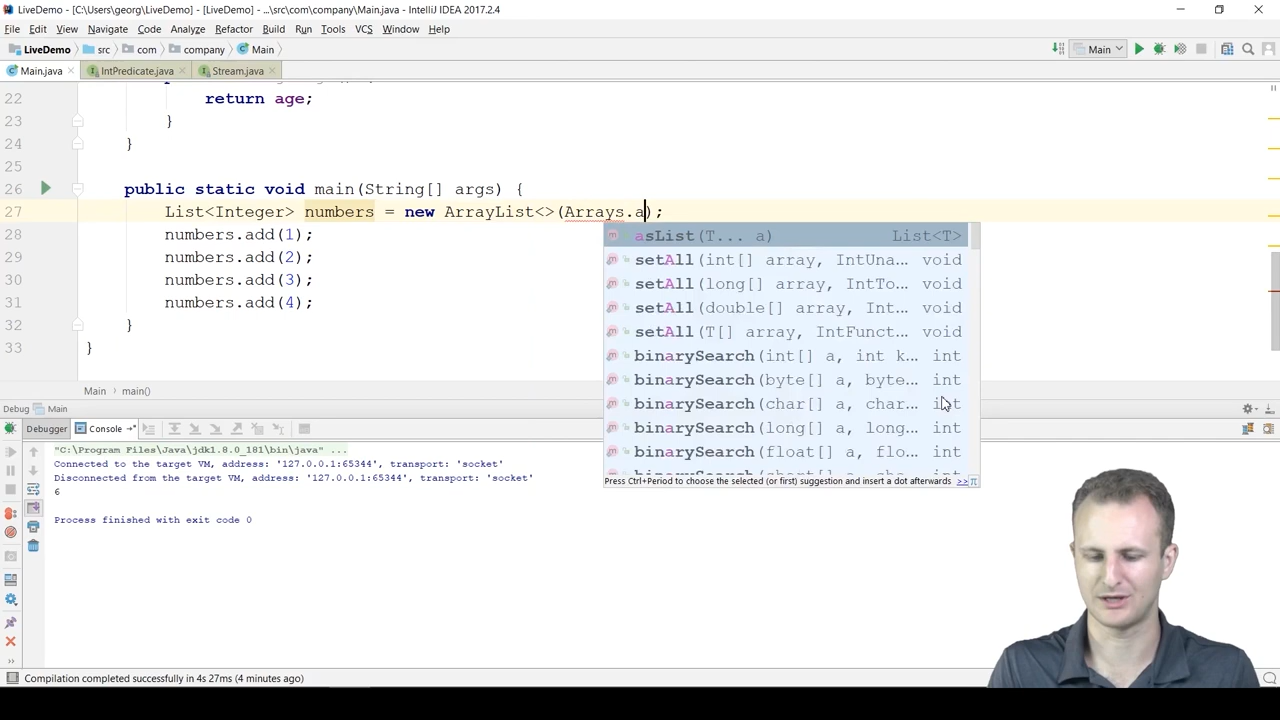 LiveDemo - [C:\Users\georg\LiveDemo] - [LiveDemo] - ...\src\com\company\Main.java - IntelliJ IDEA 2017.2.4
File Edit View Navigate Code Analyze Refactor Build Run Tools VCS Window Help
LiveDemo src com company Main Main
Main.java IntPredicate.java Stream.java
22 return age;
23 }
24 }
25
26 public static void main(String[] args) {
27 List<Integer> numbers = new ArrayList<>(Arrays.a);
28 numbers.add(1);
29 numbers.add(2);
30 numbers.add(3);
31 numbers.add(4);
32 }
33 }
asList(T... a) List<T>
setAll(int[] array, IntUna... void
setAll(long[] array, IntTo... void
setAll(double[] array, Int... void
setAll(T[] array, IntFunct... void
binarySearch(int[] a, int k... int
binarySearch(byte[] a, byte... int
binarySearch(char[] a, char... int
binarySearch(long[] a, long... int
binarySearch(float[] a, flo... int
Press Ctrl+Period to choose the selected (or first) suggestion and insert a dot afterwards >>
Main main()
Debug Main
Debugger Console
"C:\Program Files\Java\jdk1.8.0_181\bin\java" ...
Connected to the target VM, address: '127.0.0.1:65344', transport: 'socket'
Disconnected from the target VM, address: '127.0.0.1:65344', transport: 'socket'
6
Process finished with exit code 0
Compilation completed successfully in 4s 27ms (4 minutes ago)